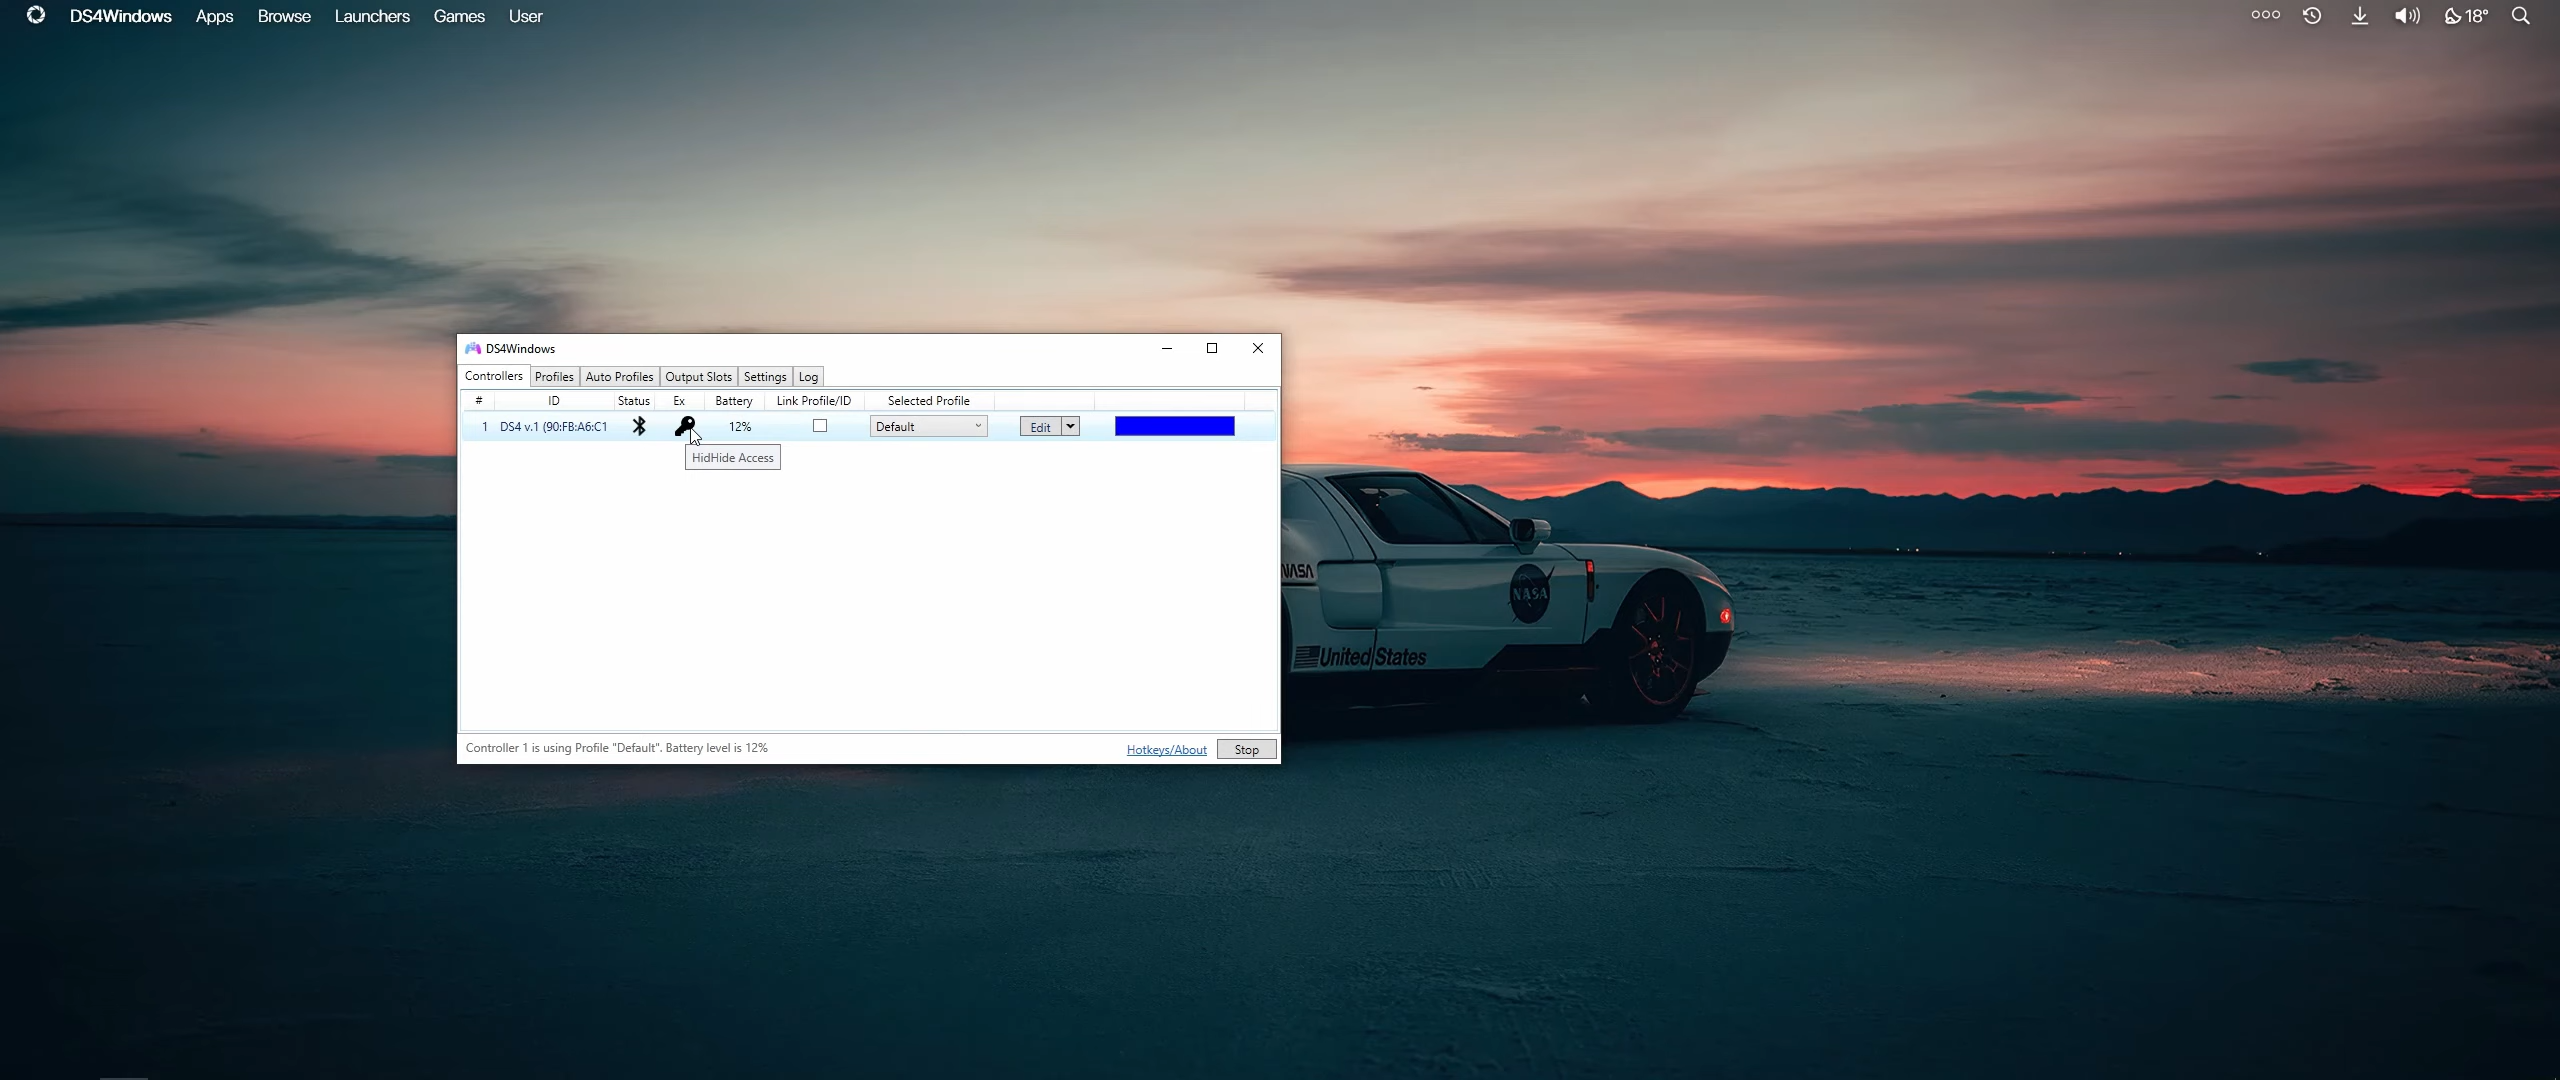 DS4Windows Apps Browse Launchers Games User
18°
DS4Windows
Controllers Profiles Auto Profiles Output Slots Settings Log
# ID Status Ex Battery Link Profile/ID Selected Profile
1 DS4 v.1 (90:FB:A6:C1 12% Default Edit
HidHide Access
NASA
NASA
United States
Controller 1 is using Profile "Default". Battery level is 12%
Hotkeys/About Stop